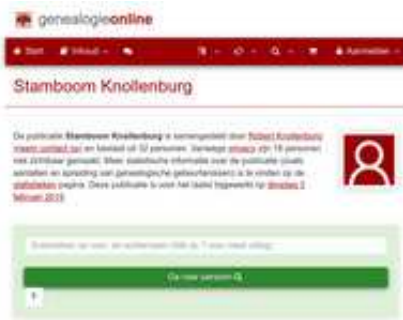 genealogieonline
Start Inhoud Aanmelden
Stamboom Knollenburg
De publicatie Stamboom Knollenburg is samengesteld door Robert Knollenburg
(neem contact op) en bestaat uit 32 personen. Vanwege privacy zijn 18 personen
niet zichtbaar gemaakt. Meer statistische informatie over de publicatie (zoals
aantallen en spreiding van genealogische gebeurtenissen) is te vinden op de
statistieken pagina. Deze publicatie is voor het laatst bijgewerkt op dinsdag
februari
Ga naar persoon